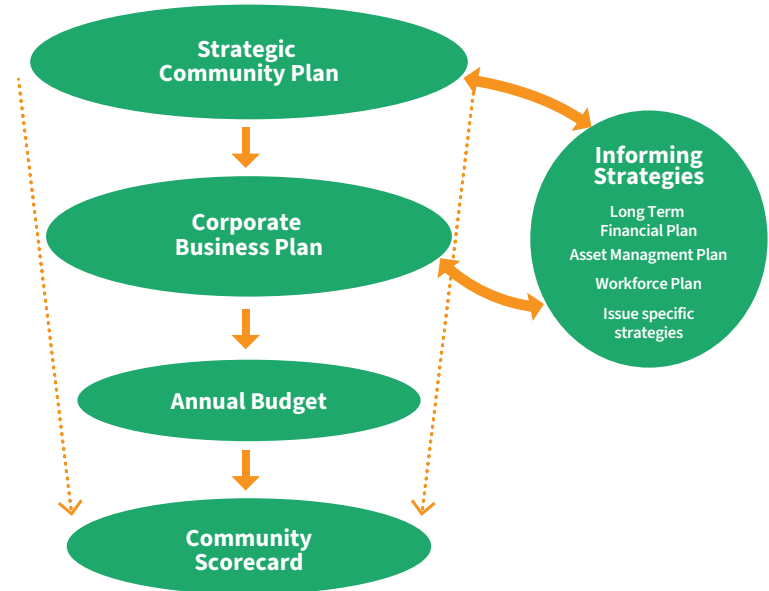 Strategic
Community Plan
Corporate
Business Plan
Annual Budget
Community
Scorecard
Informing
Strategies
Long Term
Financial Plan
Asset Managment Plan
Workforce Plan
Issue specific
strategies